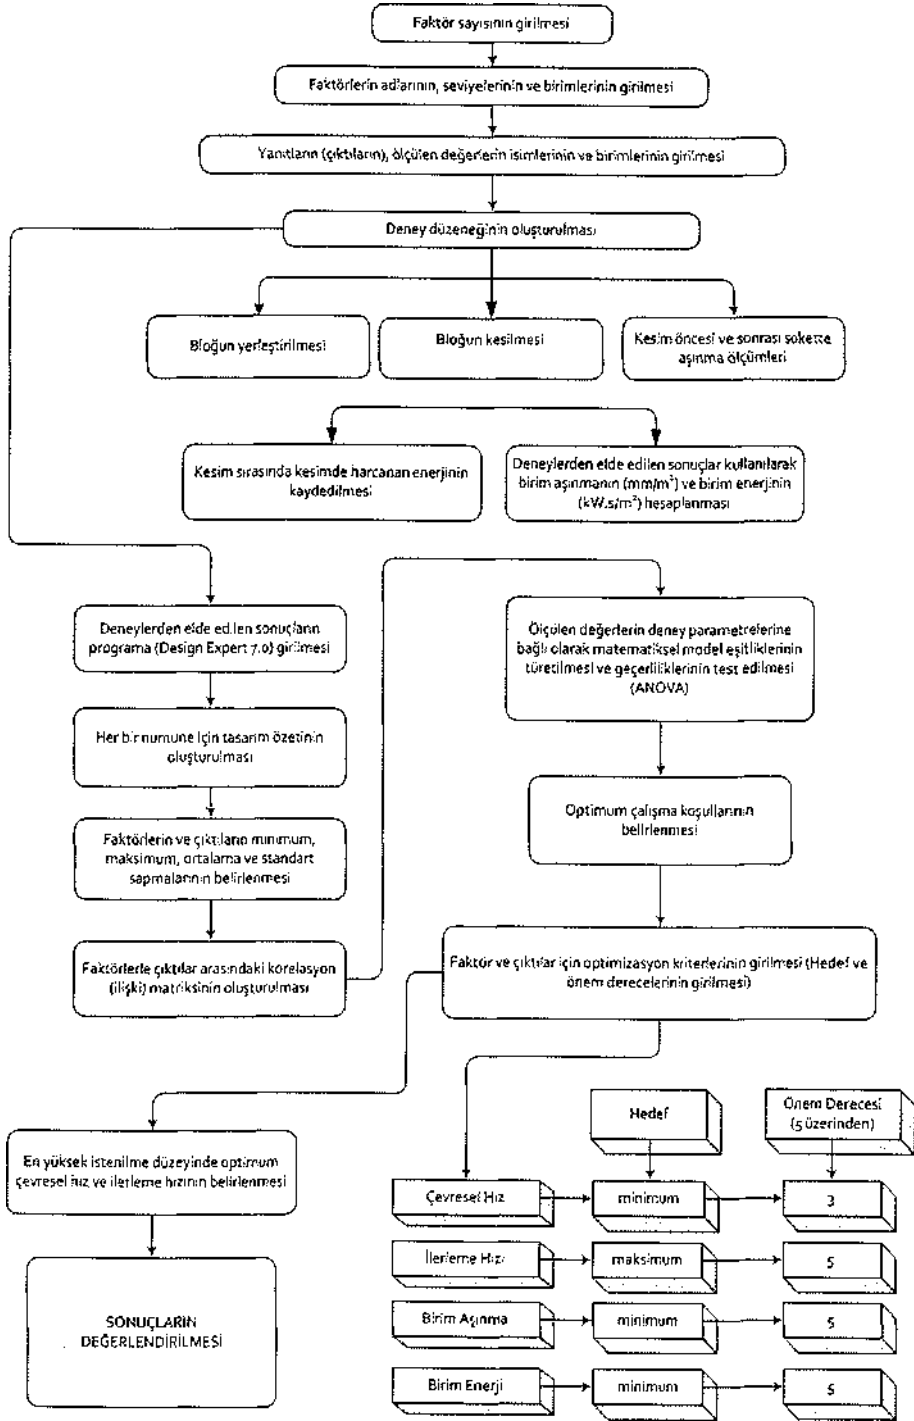 Faktör sayısının girilmesi
Faktörlerin adlarının, seviyelerinin ve birimlerinin girilmesi
Yanıtların (çıktıların), ölçülen değerlerin isimlerinin ve birimlerinin girilmesi
Deney düzeneğinin oluşturulması
Bloğun yerleştirilmesi
Bloğun kesilmesi
Kesim öncesi ve sonrası sokette
aşınma ölçümleri
Kesim sırasında kesimde harcanan enerjinin
kaydedilmesi
Deneylerden elde edilen sonuçlar kullanılarak
birim aşınmanın (mm/m²) ve birim enerjinin
(kW.s/m²) hesaplanması
Deneylerden elde edilen sonuçların
programa (Design Expert 7.0) girilmesi
Her bir numune için tasarım özetinin
oluşturulması
Faktörlerin ve çıktıların minimum,
maksimum, ortalama ve standart
sapmalarının belirlenmesi
Faktörlerle çıktılar arasındaki korelasyon
(ilişki) matriksinin oluşturulması
Ölçülen değerlerin deney parametrelerine
bağlı olarak matematiksel model eşitliklerinin
türetilmesi ve geçerliliklerinin test edilmesi
(ANOVA)
Optimum çalışma koşullarının
belirlenmesi
Faktör ve çıktılar için optimizasyon kriterlerinin girilmesi (Hedef ve
önem derecelerinin girilmesi)
En yüksek istenilme düzeyinde optimum
çevresel hız ve ilerleme hızının belirlenmesi
SONUÇLARIN
DEĞERLENDİRİLMESİ
Hedef
Önem Derecesi
(5 üzerinden)
Çevresel Hız
minimum
3
İlerleme Hızı
maksimum
5
Birim Aşınma
minimum
5
Birim Enerji
minimum
5